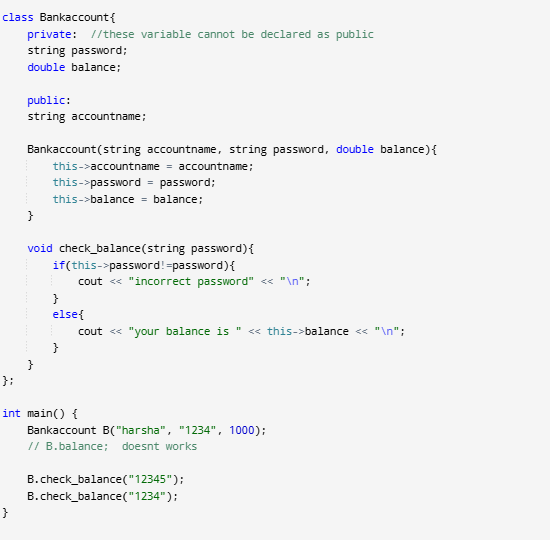 class Bankaccount{
    private:  //these variable cannot be declared as public
    string password;
    double balance;

    public:
    string accountname;

    Bankaccount(string accountname, string password, double balance){
        this->accountname = accountname;
        this->password = password;
        this->balance = balance;
    }

    void check_balance(string password){
        if(this->password!=password){
            cout << "incorrect password" << "\n";
        }
        else{
            cout << "your balance is " << this->balance << "\n";
        }
    }
};

int main() {
    Bankaccount B("harsha", "1234", 1000);
    // B.balance;  doesnt works

    B.check_balance("12345");
    B.check_balance("1234");
}